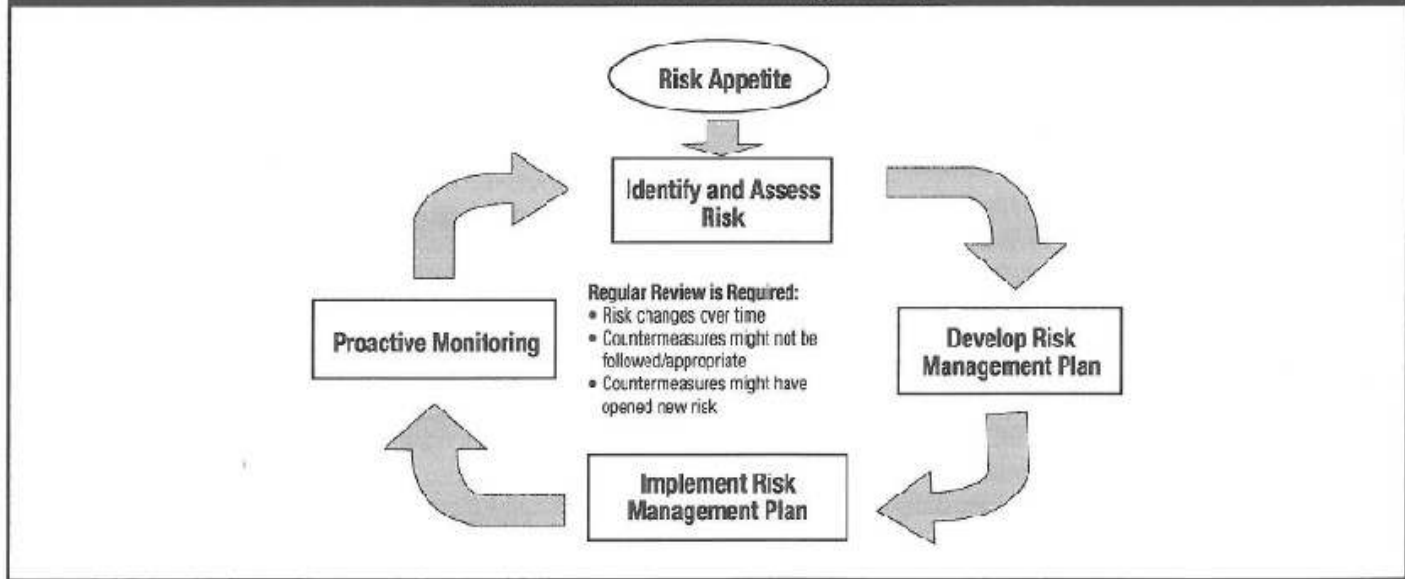 Risk Appetite
Identify and Assess
Risk
Regular Review is Required:
• Risk changes over time
• Countermeasures might not be
followed/appropriate
• Countermeasures might have
opened new risk
Proactive Monitoring
Develop Risk
Management Plan
Implement Risk
Management Plan